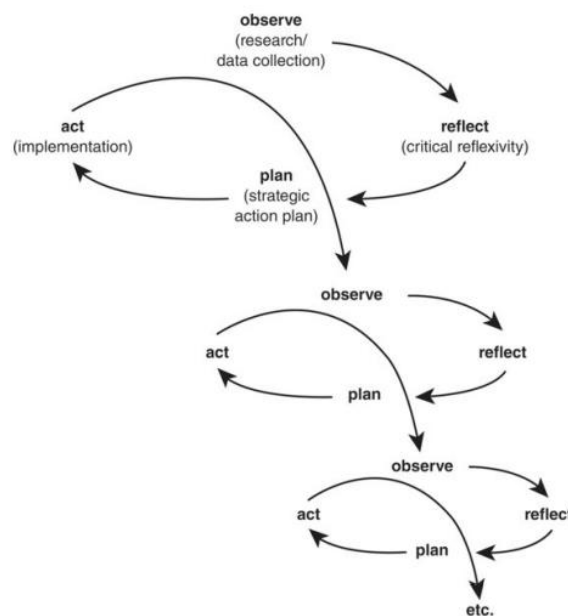 observe
(research/
data collection)
act
(implementation)
reflect
(critical reflexivity)
plan
(strategic
action plan)
observe
act
reflect
plan
observe
act
reflect
plan
etc.